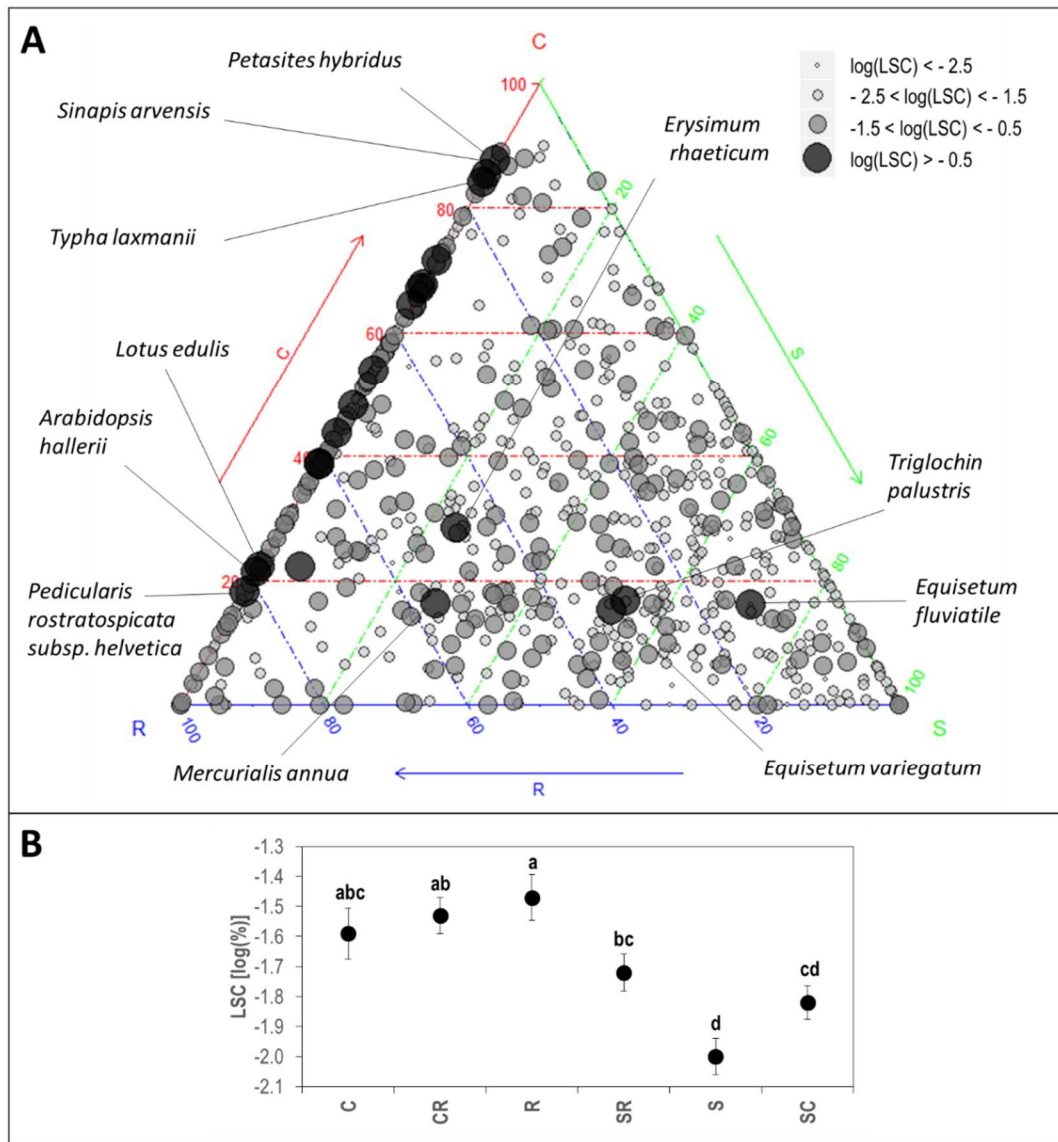 A
C
Petasites hybridus
Sinapis arvensis
Typha laxmanii
Lotus edulis
Arabidopsis
hallerii
Pedicularis
rostratospicata
subsp. helvetica
Mercurialis annua
Erysimum
rhaeticum
Triglochin
palustris
Equisetum
fluviatile
Equisetum variegatum
log(LSC) < - 2.5
- 2.5 < log(LSC) < -1.5
-1.5 < log(LSC) < - 0.5
log(LSC) > - 0.5
100
80
60
40
20
C
20
40
60
80
100
S
R
100
80
60
40
20
S
R
B
LSC [log(%)]
-1.3
-1.4
-1.5
-1.6
-1.7
-1.8
-1.9
-2.0
-2.1
abc
ab
a
bc
d
cd
C
CR
R
SR
S
SC